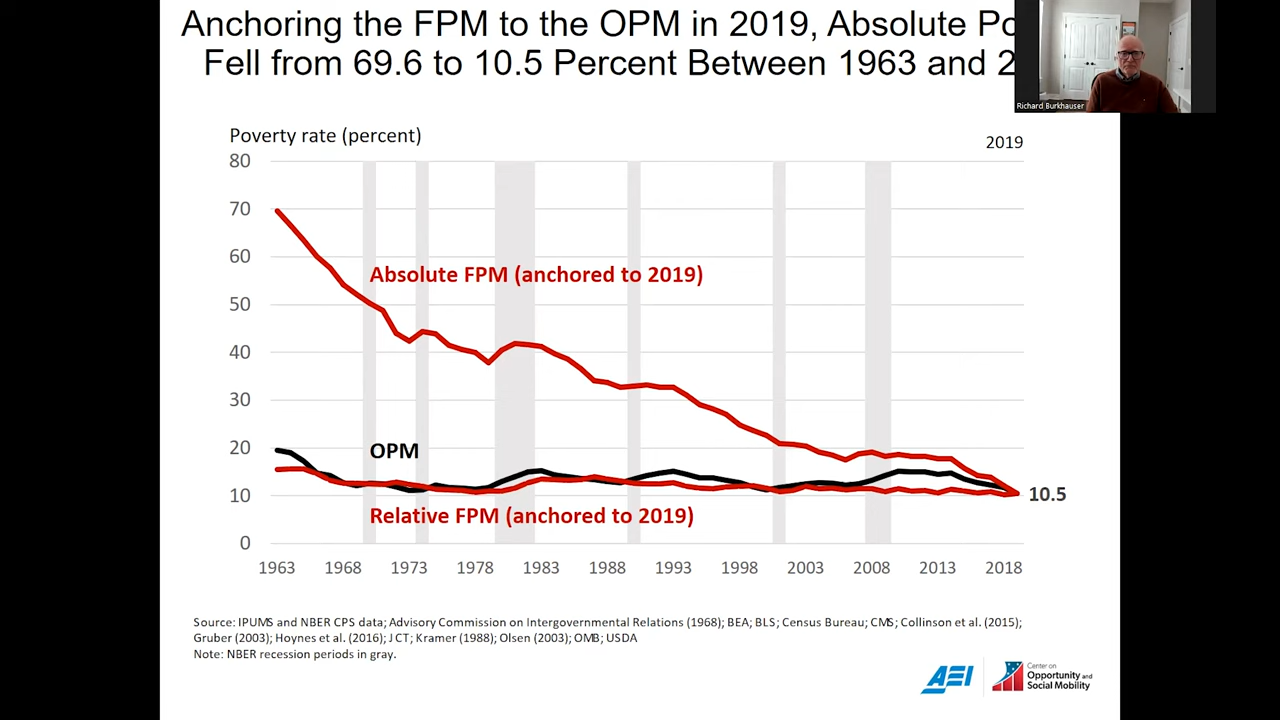 Anchoring the FPM to the OPM in 2019, Absolute Po
Fell from 69.6 to 10.5 Percent Between 1963 and 2
Richard Burkhauser
Poverty rate (percent)
2019
80
70
60
50
40
30
20
10
0
Absolute FPM (anchored to 2019)
OPM
Relative FPM (anchored to 2019)
10.5
1963 1968 1973 1978 1983 1988 1993 1998 2003 2008 2013 2018
Source: IPUMS and NBER CPS data; Advisory Commission on Intergovernmental Relations (1968); BEA; BLS; Census Bureau; CMS; Collinson et al. (2015);
Gruber (2003); Hoynes et al. (2016); JCT; Kramer (1988); Olsen (2003); OMB; USDA
Note: NBER recession periods in gray.
AEI
Center on
Opportunity and
Social Mobility